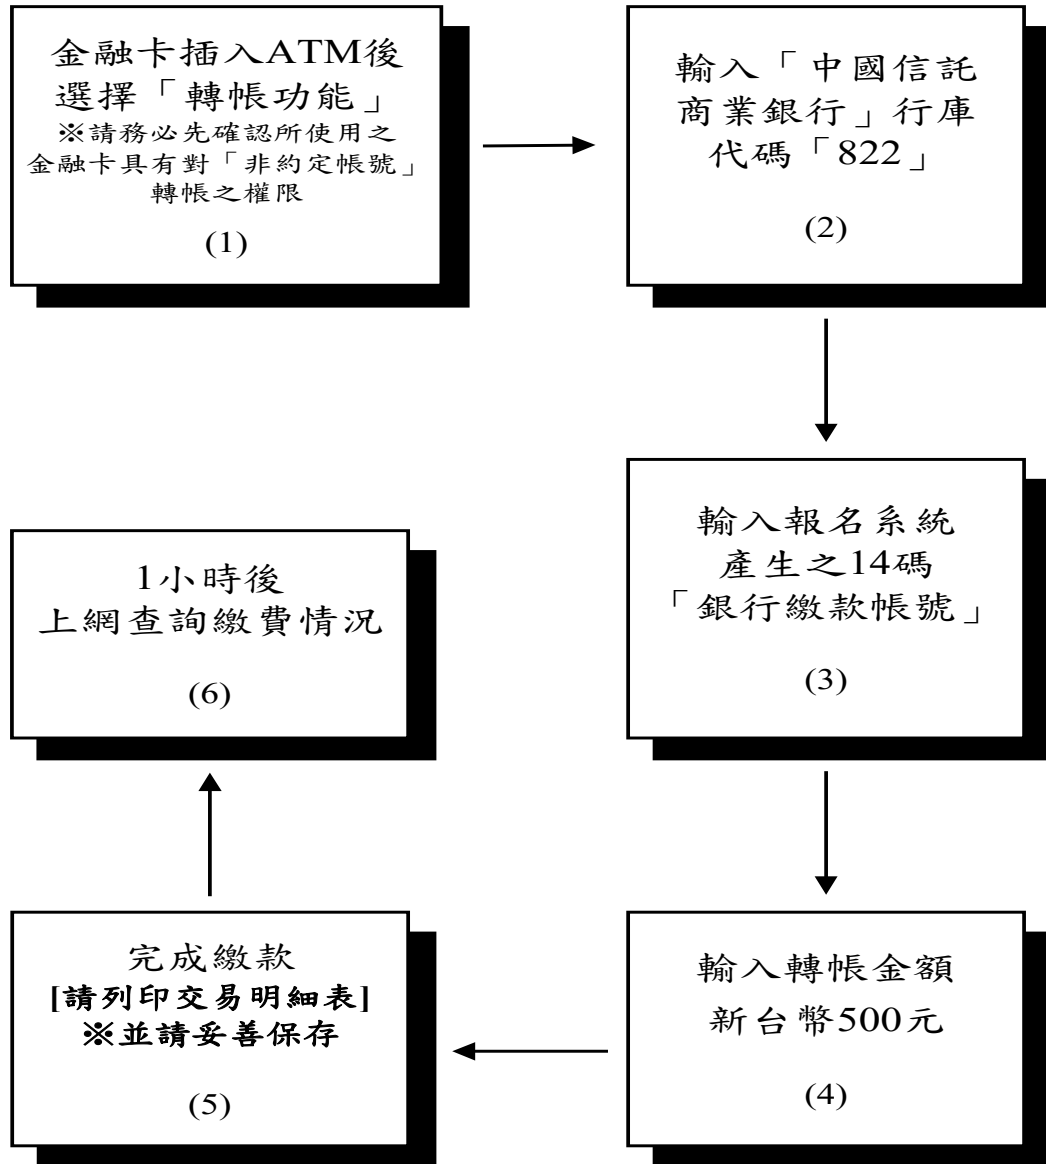 金融卡插入ATM後
選擇「轉帳功能」
※請務必先確認所使用之
金融卡具有對「非約定帳號」
轉帳之權限
(1)
輸入「中國信託
商業銀行」行庫
代碼「822」
(2)
輸入報名系統
產生之14碼
「銀行繳款帳號」
(3)
輸入轉帳金額
新台幣500元
(4)
完成繳款
[請列印交易明細表]
※並請妥善保存
(5)
1小時後
上網查詢繳費情況
(6)